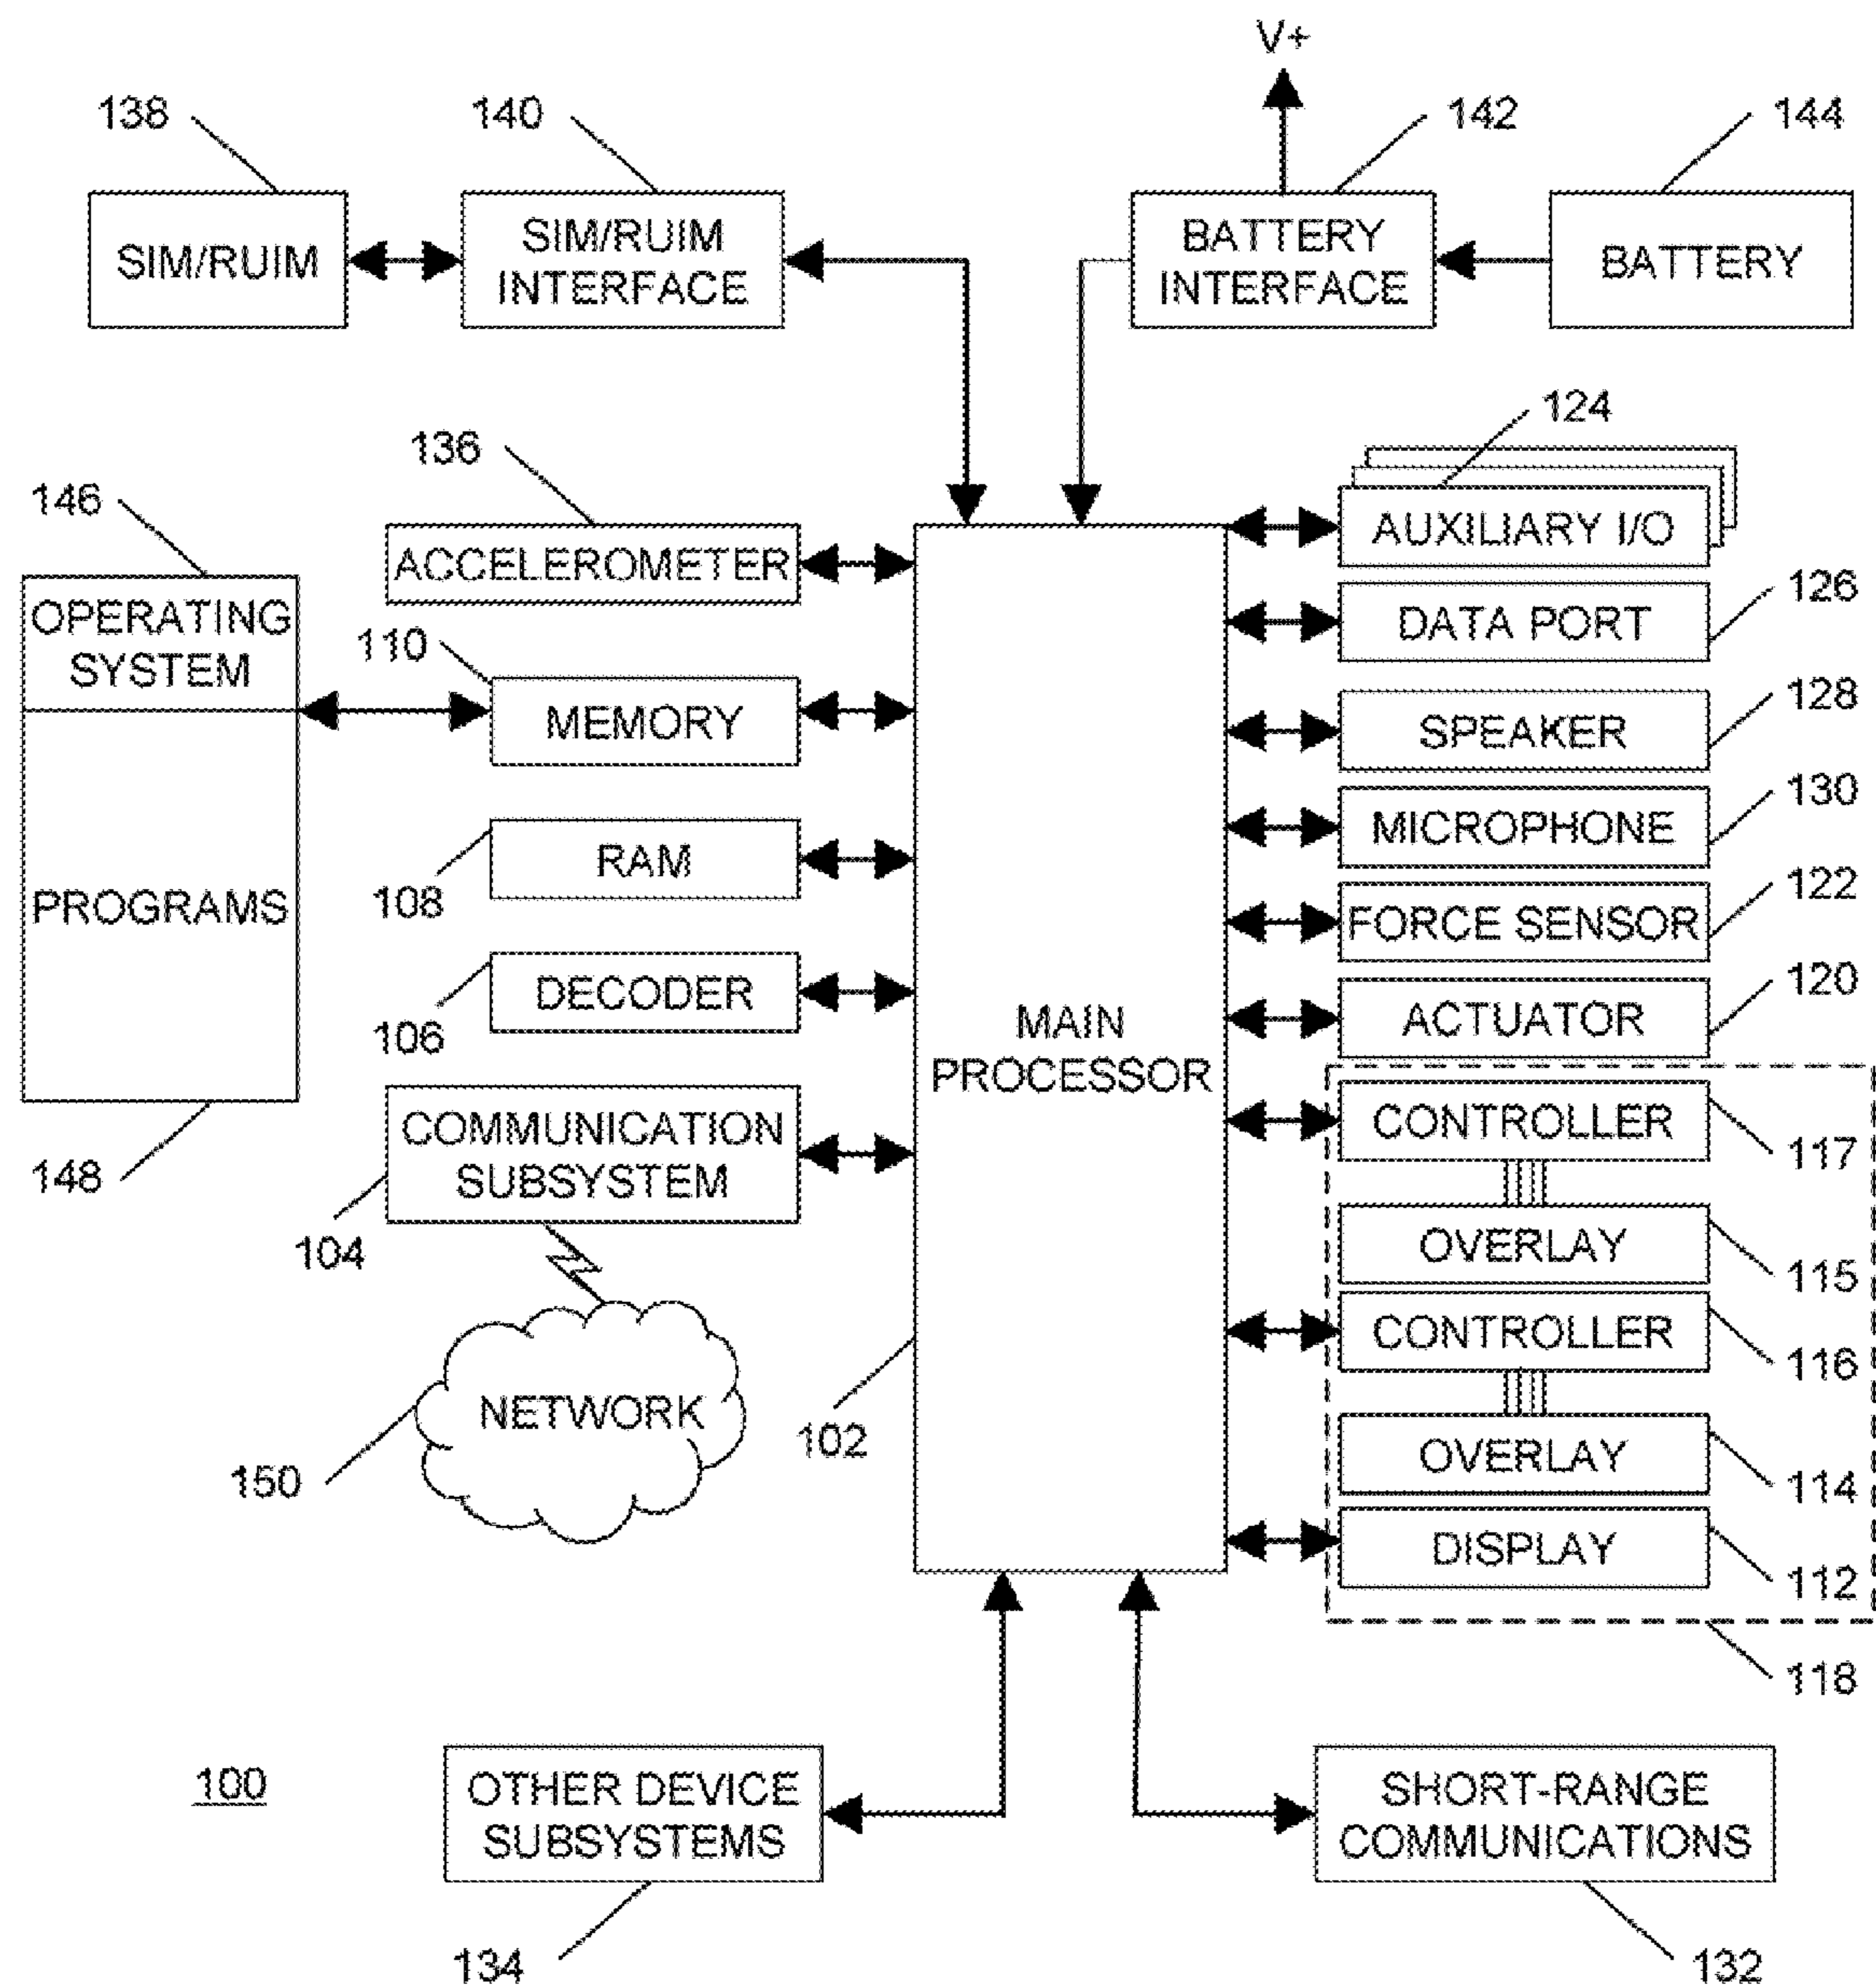 V+
138
140
142
144
SIM/RUIM
SIM/RUIM
INTERFACE
BATTERY
INTERFACE
BATTERY
124
136
146
AUXILIARY I/O
ACCELEROMETER
126
OPERATING
SYSTEM
DATA PORT
110
128
MEMORY
SPEAKER
130
MICROPHONE
RAM
108
122
PROGRAMS
FORCE SENSOR
120
DECODER
106
ACTUATOR
MAIN
PROCESSOR
CONTROLLER
COMMUNICATION
SUBSYSTEM
117
148
104
OVERLAY
115
CONTROLLER
116
NETWORK
102
150
OVERLAY
114
DISPLAY
112
118
100
OTHER DEVICE
SUBSYSTEMS
SHORT-RANGE
COMMUNICATIONS
134
132